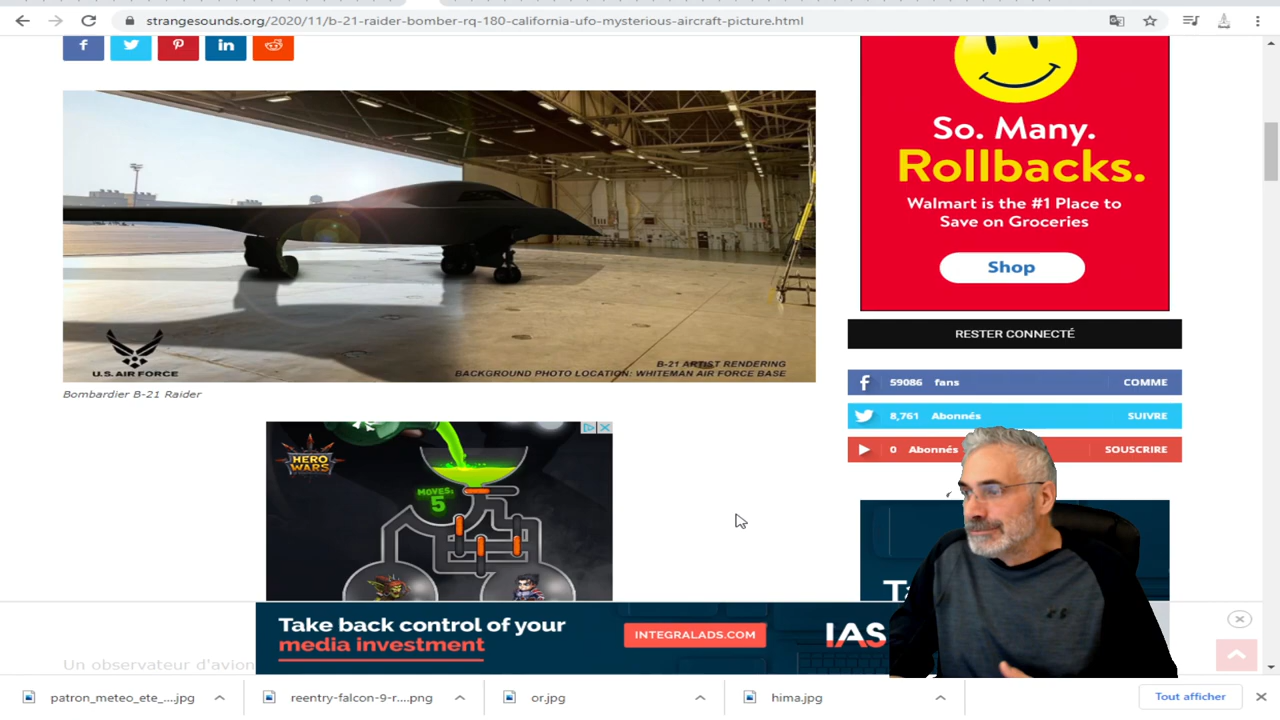 strangesounds.org/2020/11/b-21-raider-bomber-rq-180-california-ufo-mysterious-aircraft-picture.html
So. Many.
Rollbacks.
Walmart is the #1 Place to
Save on Groceries
Shop
U.S. AIR FORCE
B-21 ARTIST RENDERING
BACKGROUND PHOTO LOCATION: WHITEMAN AIR FORCE BASE
Bombardier B-21 Raider
RESTER CONNECTÉ
59086 fans COMME
8,761 Abonnés SUIVRE
0 Abonnés SOUSCRIRE
HERO
WARS
MOVES:
5
Take back control of your
media investment
INTEGRALADS.COM
IAS
Un observateur d'avion
patron_meteo_ete_....jpg
reentry-falcon-9-r....png
or.jpg
hima.jpg
Tout afficher